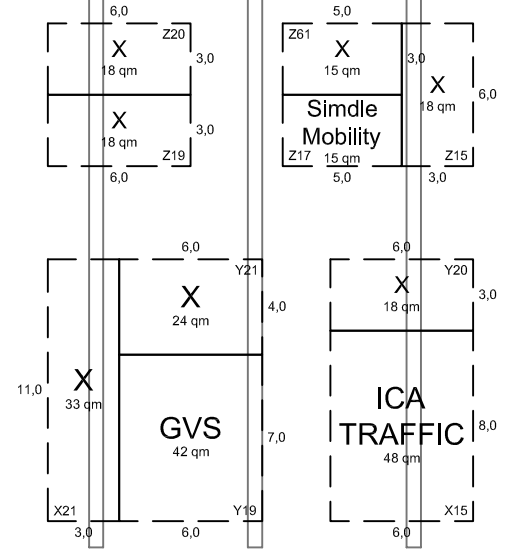 6,0
Z20
X
18 qm
3,0
X
18 qm
3,0
Z19
6,0
5,0
Z61
X
15 qm
3,0
X
18 qm
6,0
Simdle
Mobility
Z17
15 qm
Z15
5,0
3,0
6,0
Y21
X
24 qm
4,0
11,0
X
33 qm
GVS
42 qm
7,0
X21
Y19
3,0
6,0
6,0
Y20
X
18 qm
3,0
ICA
TRAFFIC
48 qm
8,0
X15
6,0